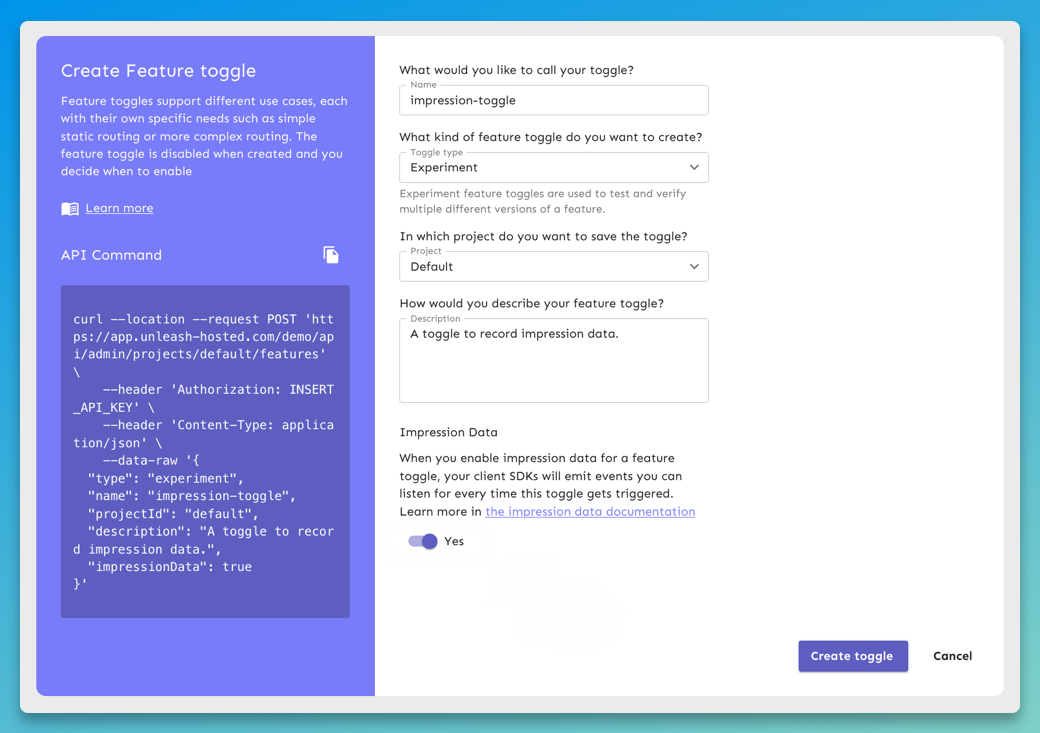 Create Feature toggle
Feature toggles support different use cases, each
with their own specific needs such as simple
static routing or more complex routing. The
feature toggle is disabled when created and you
decide when to enable
Learn more
API Command
curl --location --request POST 'htt
ps://app.unleash-hosted.com/demo/ap
i/admin/projects/default/features'
\
    --header 'Authorization: INSERT
_API_KEY' \
    --header 'Content-Type: applica
tion/json' \
    --data-raw '{
  "type": "experiment",
  "name": "impression-toggle",
  "projectId": "default",
  "description": "A toggle to recor
d impression data.",
  "impressionData": true
}'
What would you like to call your toggle?
Name
impression-toggle
What kind of feature toggle do you want to create?
Toggle type
Experiment
Experiment feature toggles are used to test and verify
multiple different versions of a feature.
In which project do you want to save the toggle?
Project
Default
How would you describe your feature toggle?
Description
A toggle to record impression data.
Impression Data
When you enable impression data for a feature
toggle, your client SDKs will emit events you can
listen for every time this toggle gets triggered.
Learn more in the impression data documentation
Yes
Create toggle
Cancel